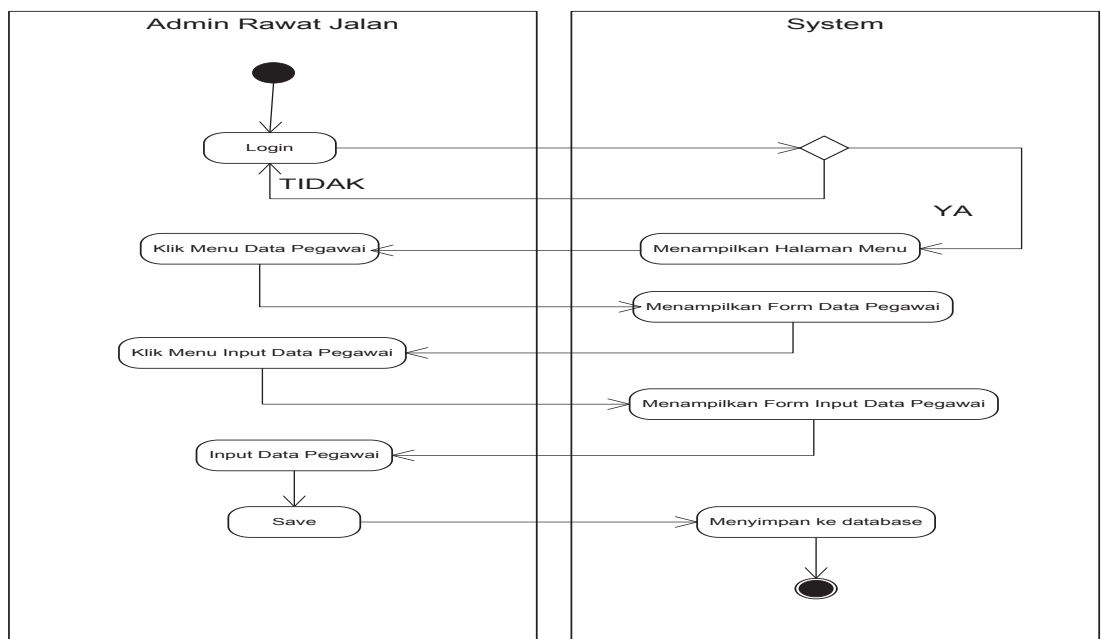 Admin Rawat Jalan
System
Login
TIDAK
YA
Klik Menu Data Pegawai
Menampilkan Halaman Menu
Menampilkan Form Data Pegawai
Klik Menu Input Data Pegawai
Menampilkan Form Input Data Pegawai
Input Data Pegawai
Save
Menyimpan ke database